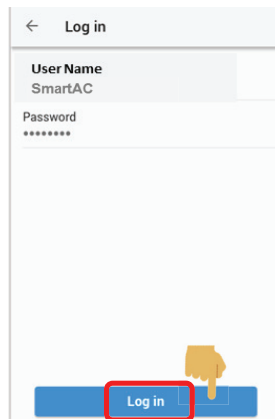 Log in
User Name
SmartAC
Password
••••••••
Log in